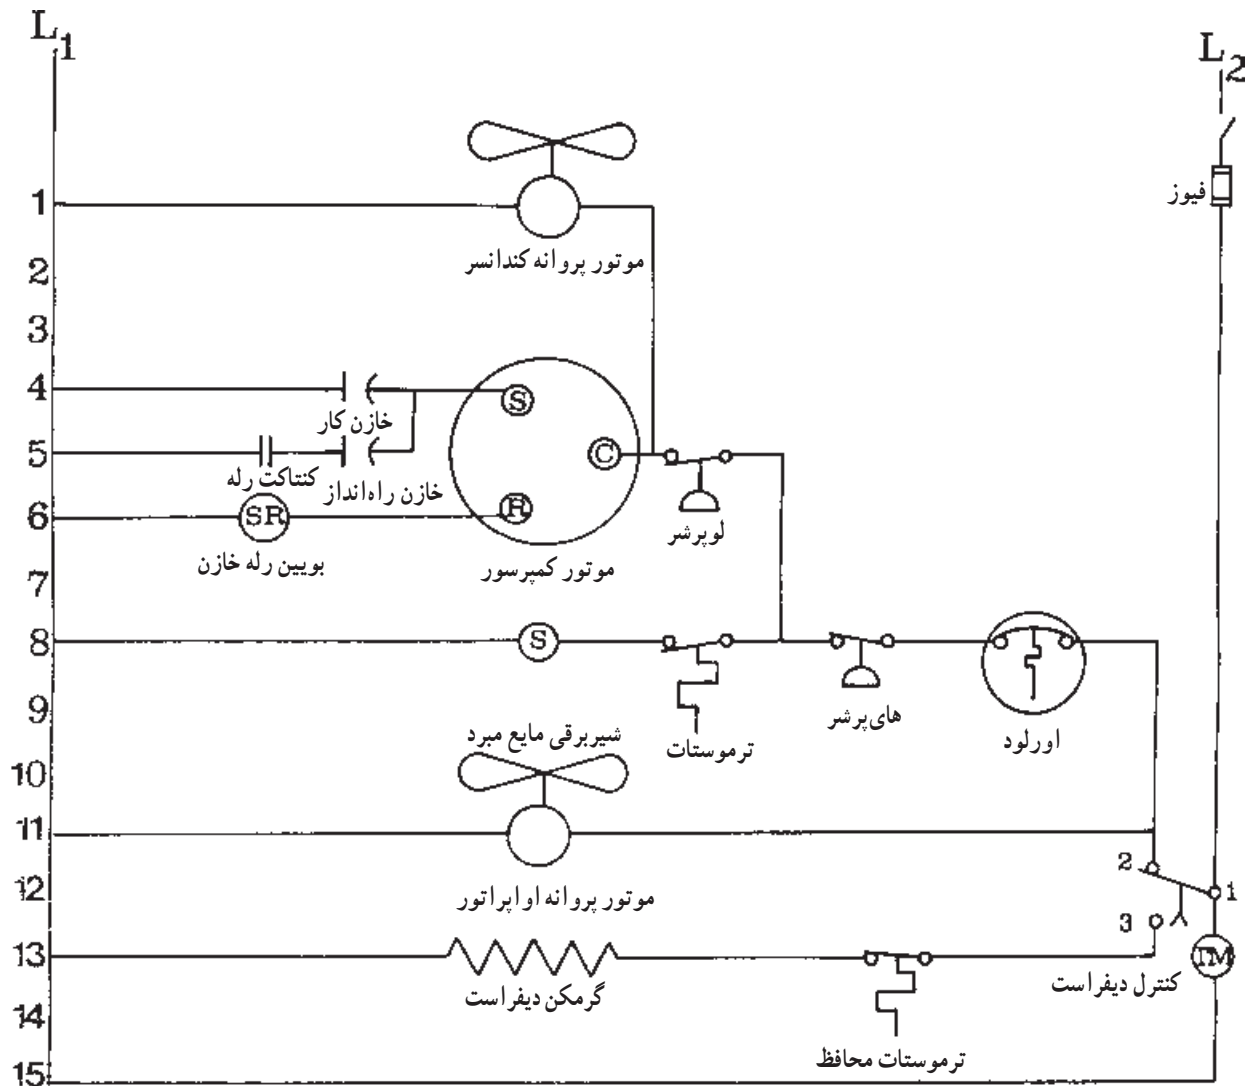 L1
L2
فیوز
1
موتور پروانه کندانسر
2
3
4
S
خازن کار
5
C
کنتاکت رله
خازن راه‌انداز
6
SR
R
لوپرشر
بوبین رله خازن
موتور کمپرسور
7
8
S
9
های‌پرشر
اورلود
شیربرقی مایع مبرد
ترموستات
10
11
2
12
1
موتور پروانه اواپراتور
3
13
TM
کنترل دیفراست
گرمکن دیفراست
14
ترموستات محافظ
15